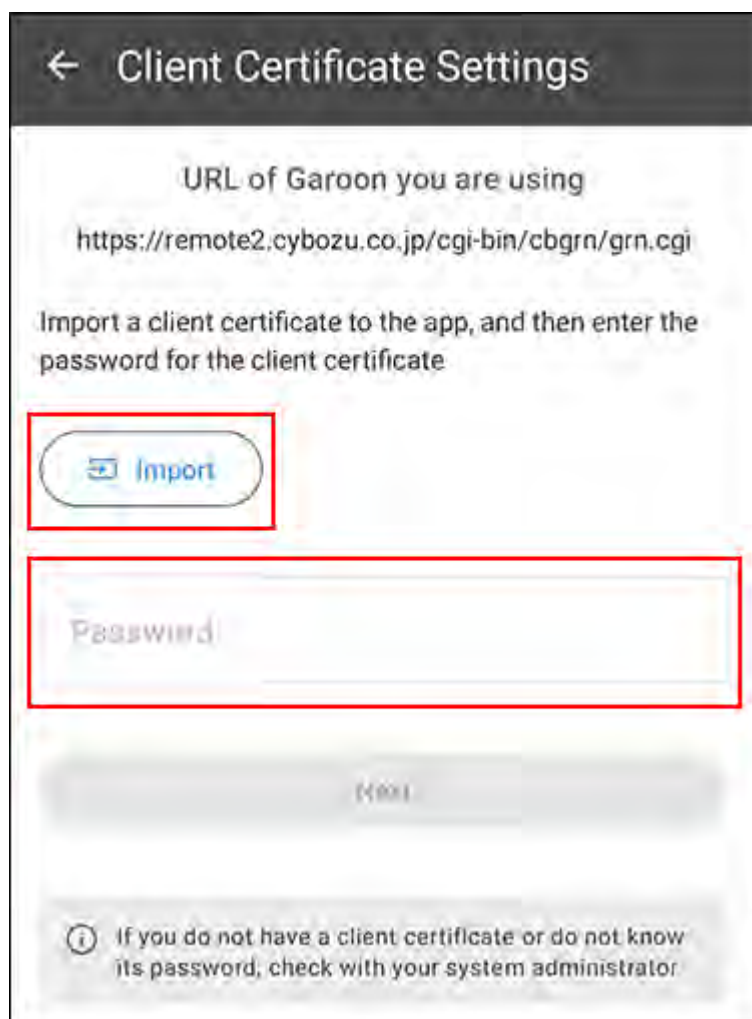 Client Certificate Settings
URL of Garoon you are using
https://remote2.cybozu.co.jp/cgi-bin/cbgrn/grn.cgi
Import a client certificate to the app, and then enter the
password for the client certificate
Import
Password
Next
If you do not have a client certificate or do not know
its password, check with your system administrator